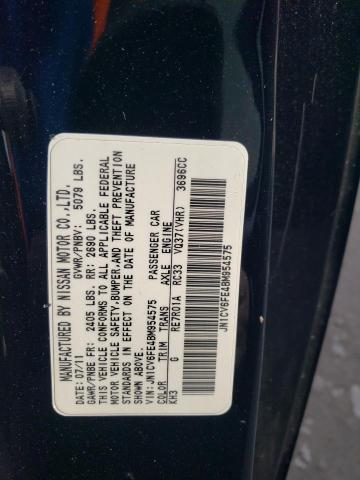 MANUFACTURED BY NISSAN MOTOR CO.,LTD.
DATE: 07/11 GVWR/PNBV: 5079 LBS.
GAWR/PNBE FR: 2405 LBS. RR: 2690 LBS.
THIS VEHICLE CONFORMS TO ALL APPLICABLE FEDERAL
MOTOR VEHICLE SAFETY,BUMPER,AND THEFT PREVENTION
STANDARDS IN EFFECT ON THE DATE OF MANUFACTURE
SHOWN ABOVE.
VIN:JN1CV6FE4BM954575 PASSENGER CAR
COLOR TRIM TRANS AXLE ENGINE
KH3 G RE7R01A RC33 VQ37(VHR) 3696CC
JN1CV6FE4BM954575